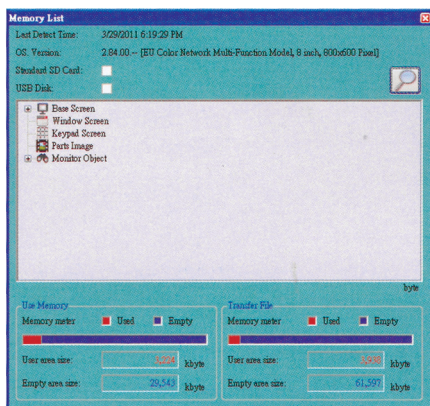 Memory List
Last Detect Time: 3/29/2011 6:19:29 PM
OS. Version: 2.84.00.-- [EU Color Network Multi-Function Model, 8 inch, 800x600 Pixel]
Standard SD Card:
USB Disk:
Base Screen
Window Screen
Keypad Screen
Parts Image
Monitor Object
byte
Use Memory
Memory meter Used Empty
User area size: kbyte
Empty area size: 29,543 kbyte
Transfer File
Memory meter Used Empty
User area size: kbyte
Empty area size: 61,597 kbyte